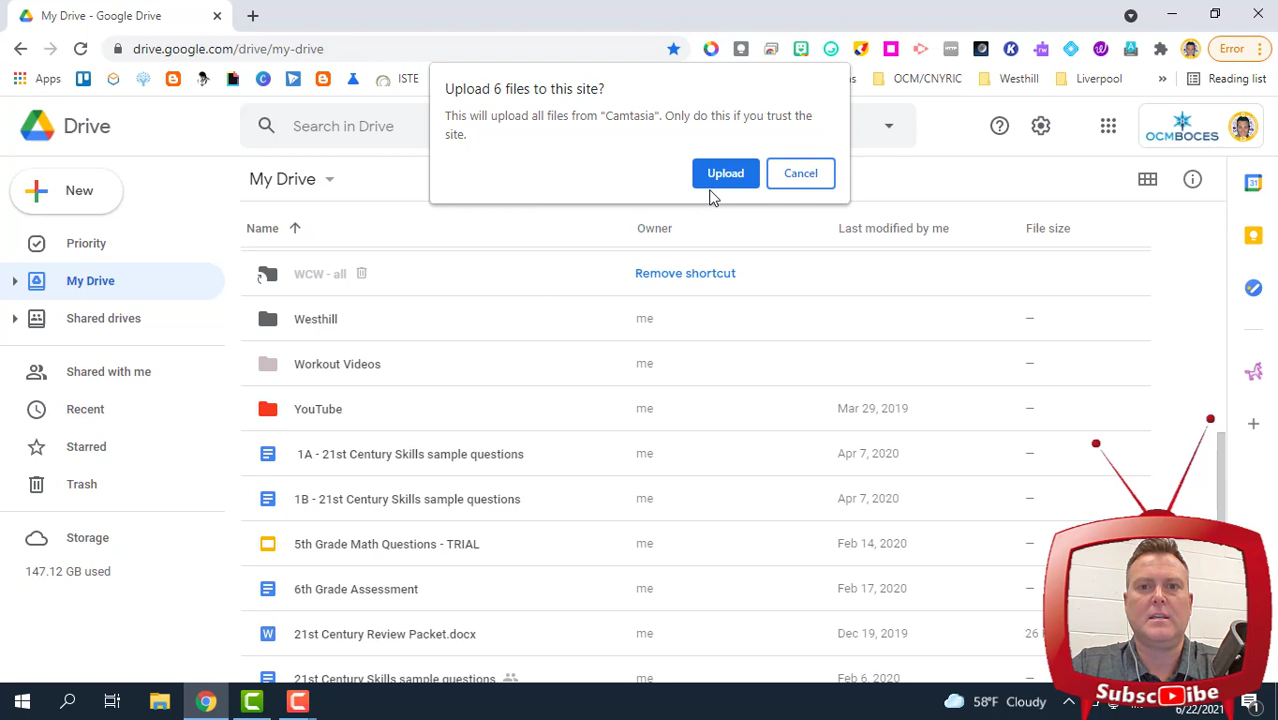 My Drive - Google Drive
drive.google.com/drive/my-drive
Error
Apps
ISTE
OCM/CNYRIC
Westhill
Liverpool
Reading list
Upload 6 files to this site?
This will upload all files from "Camtasia". Only do this if you trust the
site.
Upload
Cancel
Drive
Search in Drive
OCMBOCES
New
My Drive
Priority
My Drive
Shared drives
Shared with me
Recent
Starred
Trash
Storage
147.12 GB used
Name
Owner
Last modified by me
File size
WCW - all
Remove shortcut
Westhill
me
–
Workout Videos
me
–
YouTube
me
Mar 29, 2019
–
1A - 21st Century Skills sample questions
me
Apr 7, 2020
–
1B - 21st Century Skills sample questions
me
Apr 7, 2020
–
5th Grade Math Questions - TRIAL
me
Feb 14, 2020
–
6th Grade Assessment
me
Feb 17, 2020
–
21st Century Review Packet.docx
me
Dec 19, 2019
26
21st Century Skills sample questions
me
Feb 6, 2020
Subscribe
58°F Cloudy
6/22/2021